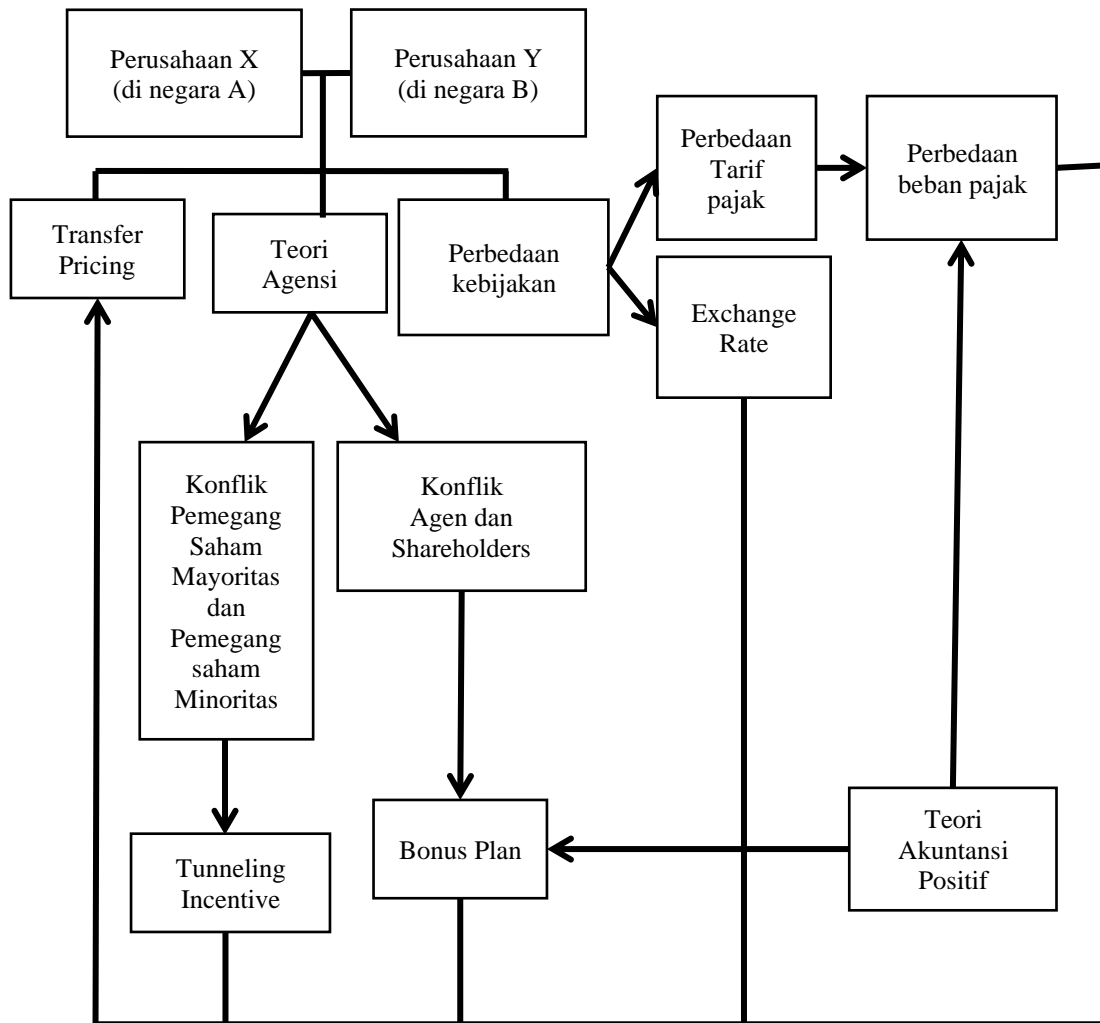 Perusahaan X
(di negara A)
Perusahaan Y
(di negara B)
Transfer
Pricing
Teori
Agensi
Perbedaan
kebijakan
Perbedaan
Tarif
pajak
Perbedaan
beban pajak
Exchange
Rate
Konflik
Pemegang
Saham
Mayoritas
dan
Pemegang
saham
Minoritas
Konflik
Agen dan
Shareholders
Tunneling
Incentive
Bonus Plan
Teori
Akuntansi
Positif